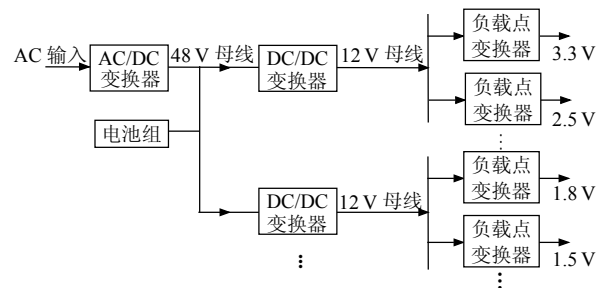 AC 输入
AC/DC
变换器
48 V 母线
DC/DC
变换器
12 V 母线
负载点
变换器
3.3 V
负载点
变换器
2.5 V
电池组
DC/DC
变换器
12 V 母线
负载点
变换器
1.8 V
负载点
变换器
1.5 V